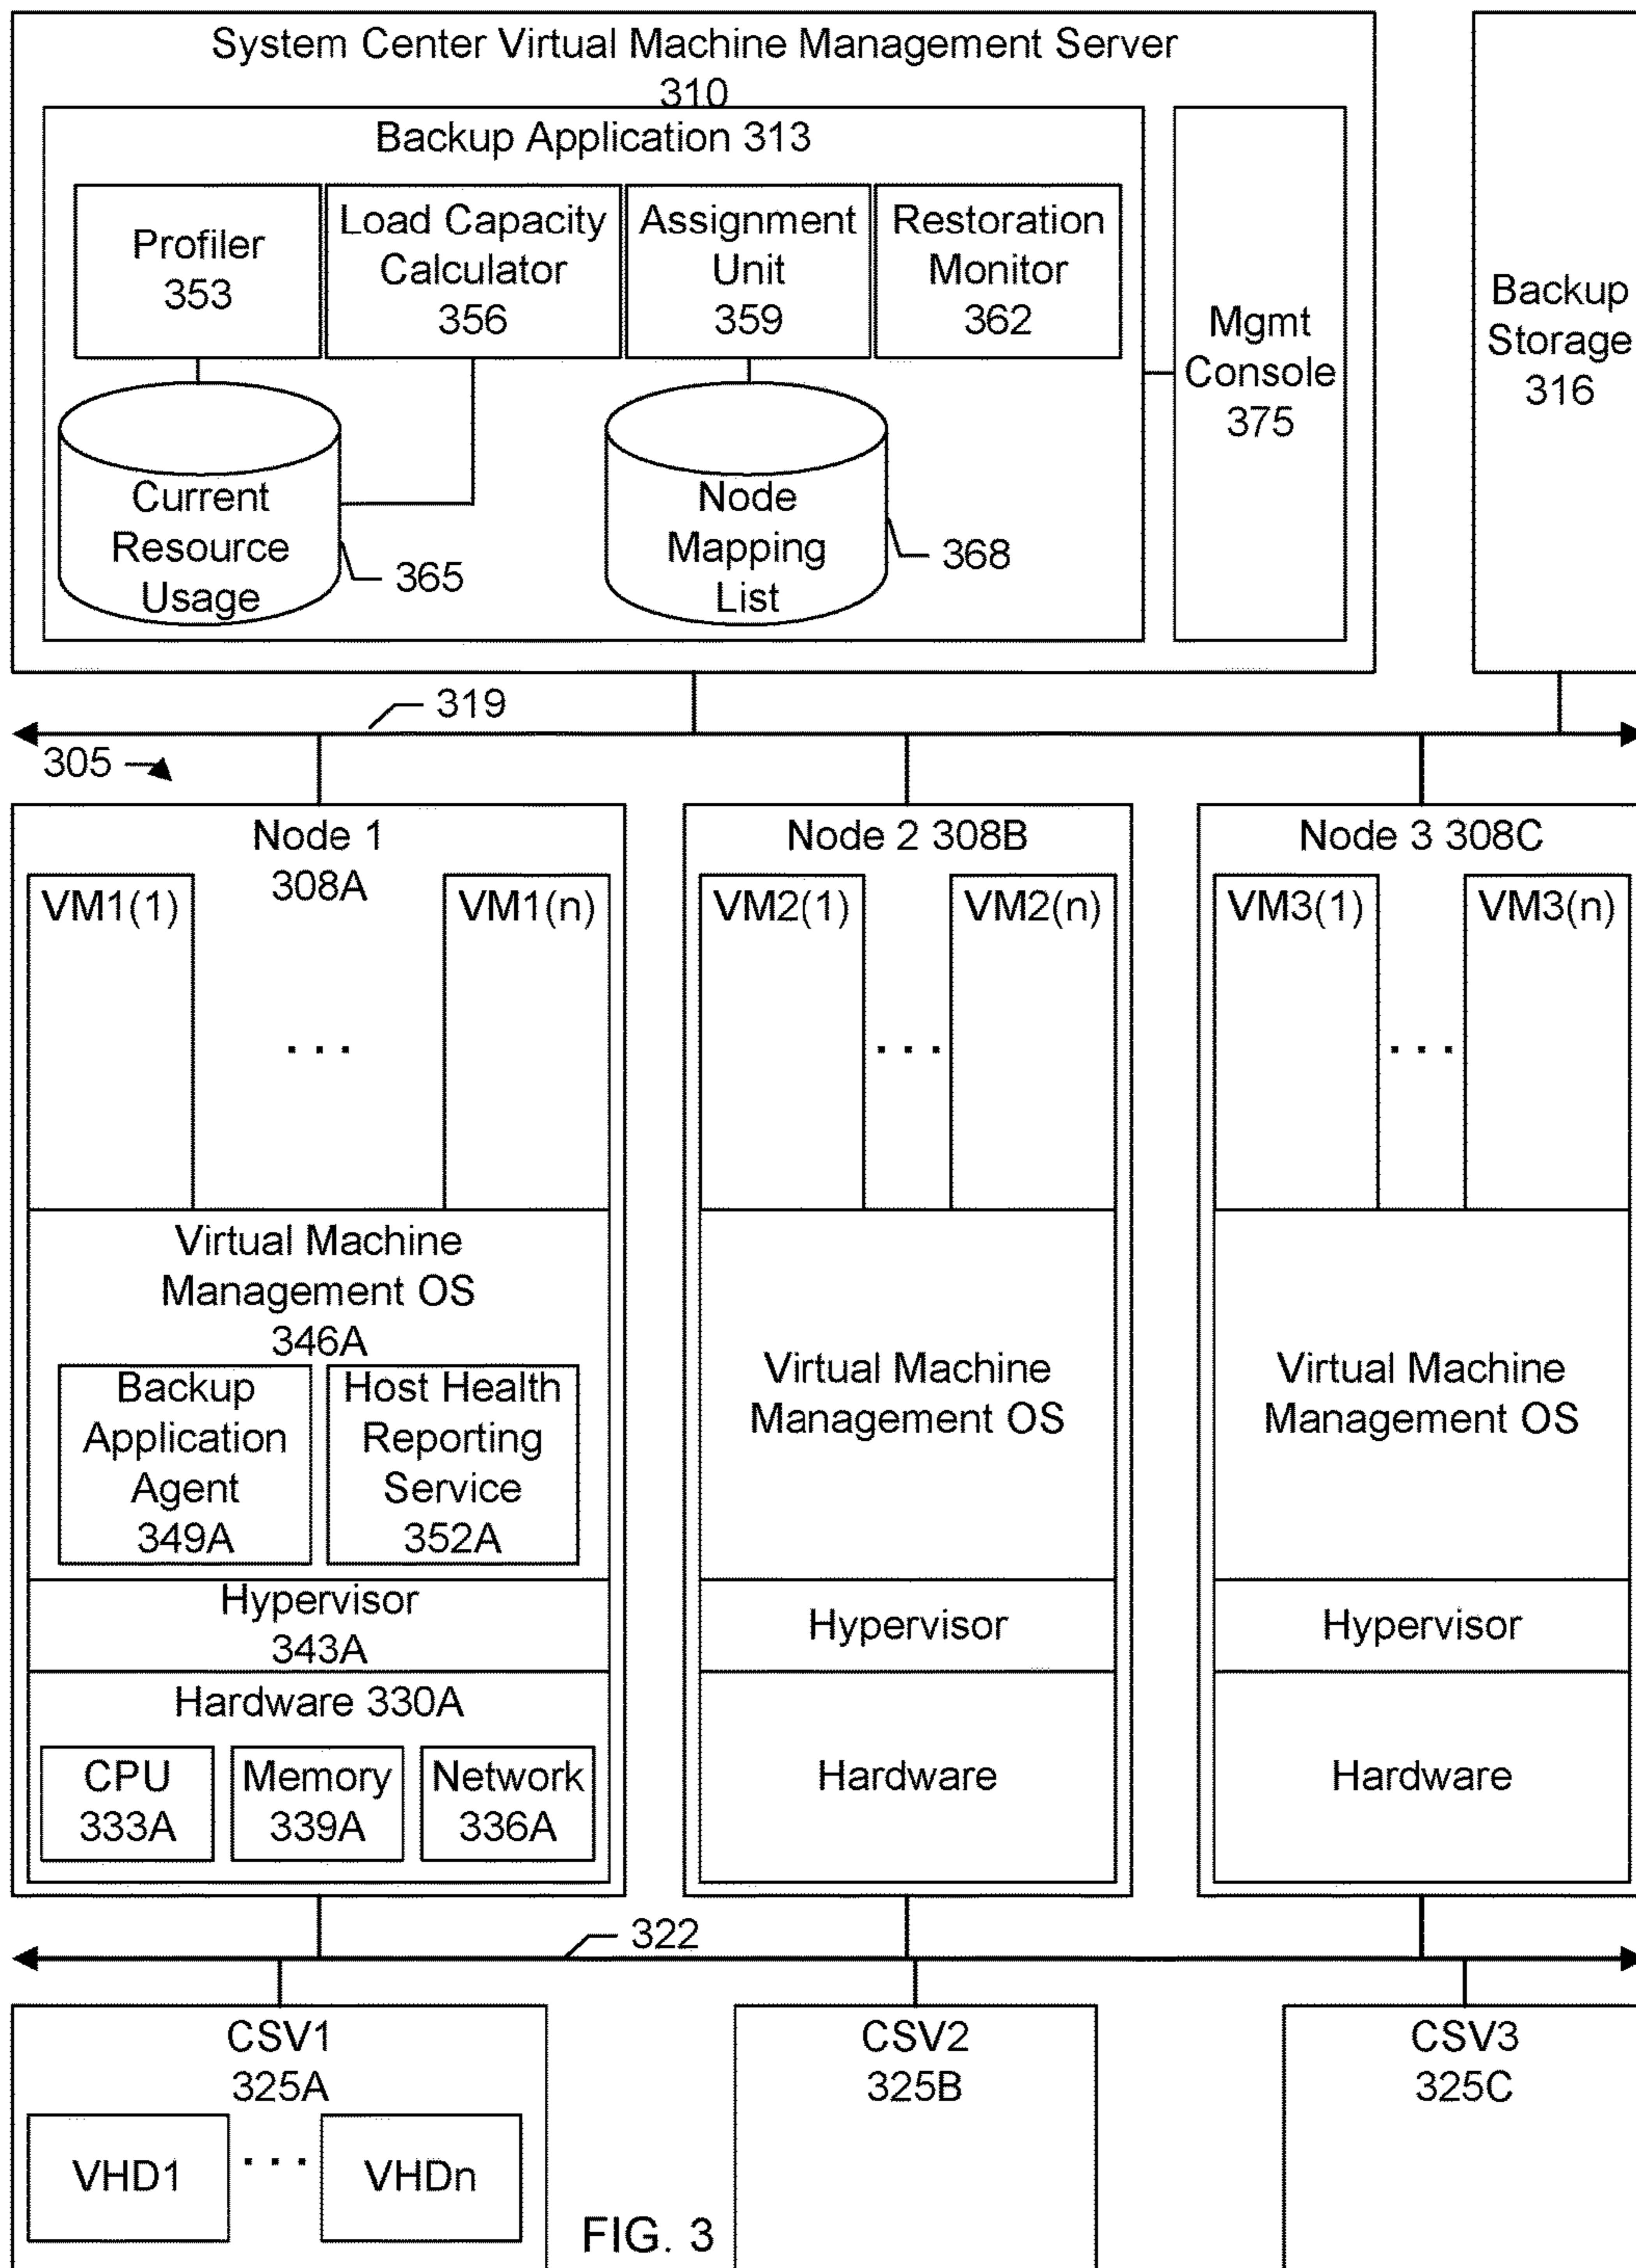 System Center Virtual Machine Management Server
310
Backup Application 313
Profiler
353
Load Capacity
Calculator
356
Assignment
Unit
359
Restoration
Monitor
362
Current
Resource
Usage
365
Node
Mapping
List
368
Mgmt
Console
375
Backup
Storage
316
319
305
Node 1
308A
VM1(1)
...
VM1(n)
Virtual Machine
Management OS
346A
Backup
Application
Agent
349A
Host Health
Reporting
Service
352A
Hypervisor
343A
Hardware 330A
CPU
333A
Memory
339A
Network
336A
Node 2 308B
VM2(1)
...
VM2(n)
Virtual Machine
Management OS
Hypervisor
Hardware
Node 3 308C
VM3(1)
...
VM3(n)
Virtual Machine
Management OS
Hypervisor
Hardware
322
CSV1
325A
VHD1
...
VHDn
CSV2
325B
CSV3
325C
FIG. 3